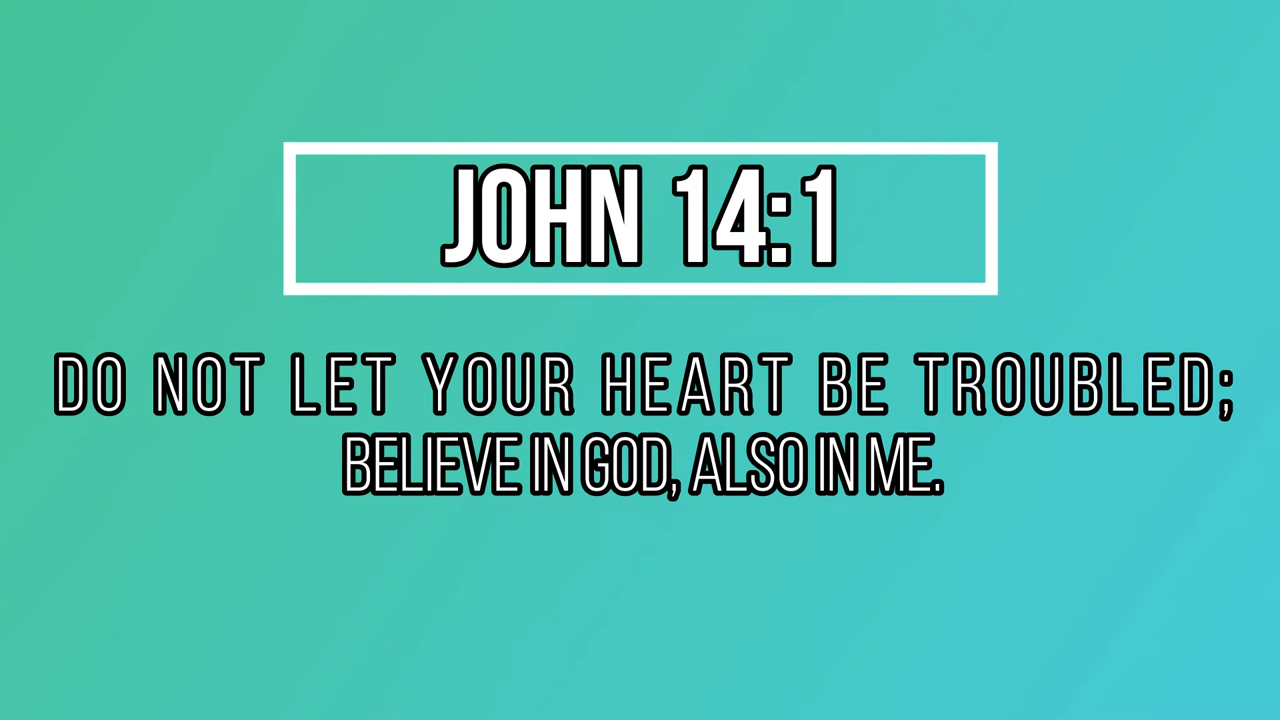 JOHN 14:1
DO NOT LET YOUR HEART BE TROUBLED;
BELIEVE IN GOD, ALSO IN ME.